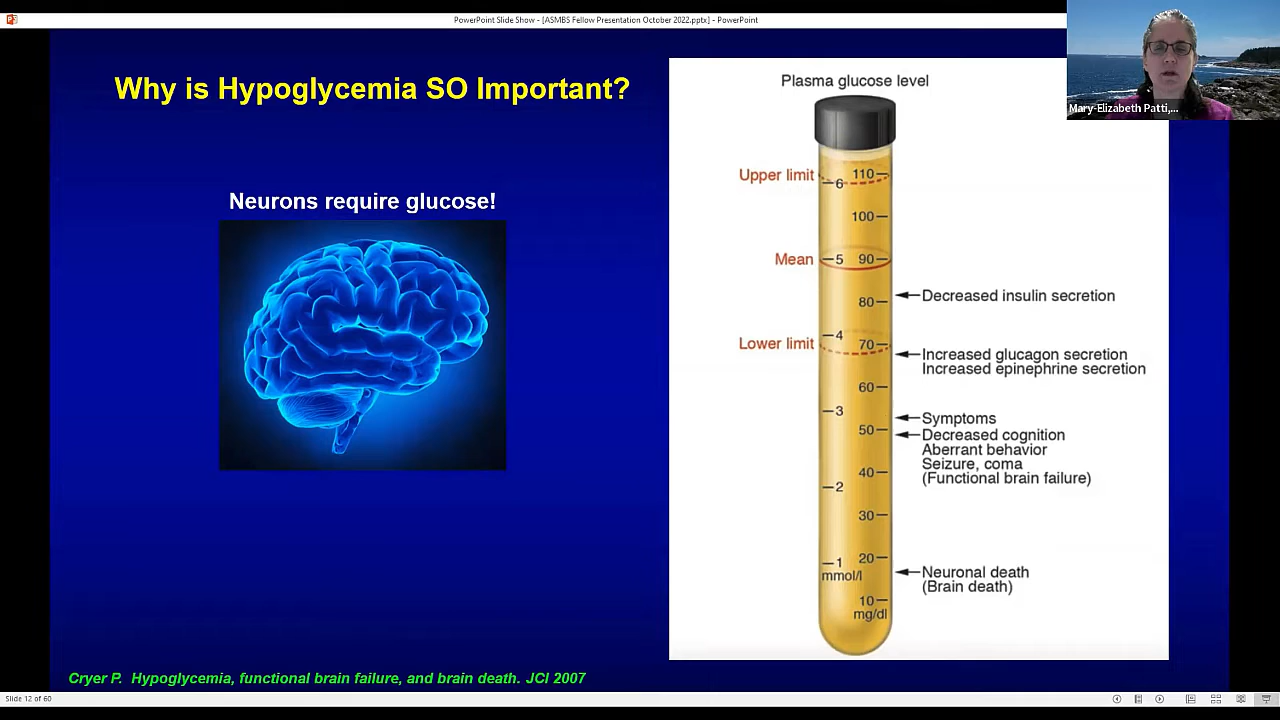 PowerPoint Slide Show - [ASMBS Fellow Presentation October 2022.pptx] - PowerPoint
Mary-Elizabeth Patti,...
Why is Hypoglycemia SO Important?
Neurons require glucose!
Plasma glucose level
Upper limit
6
110
100
Mean
5
90
Decreased insulin secretion
80
4
Lower limit
70
Increased glucagon secretion
Increased epinephrine secretion
60
3
Symptoms
50
Decreased cognition
Aberrant behavior
Seizure, coma
(Functional brain failure)
40
2
30
20
1
mmol/l
Neuronal death
(Brain death)
10
mg/dl
Cryer P. Hypoglycemia, functional brain failure, and brain death. JCI 2007
Slide 12 of 60